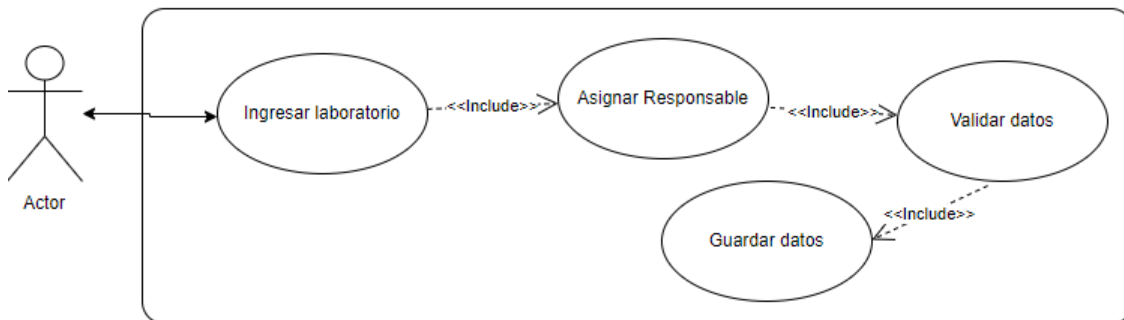 Actor
Ingresar laboratorio
<<Include>>
Asignar Responsable
<<Include>>
Validar datos
<<Include>>
Guardar datos